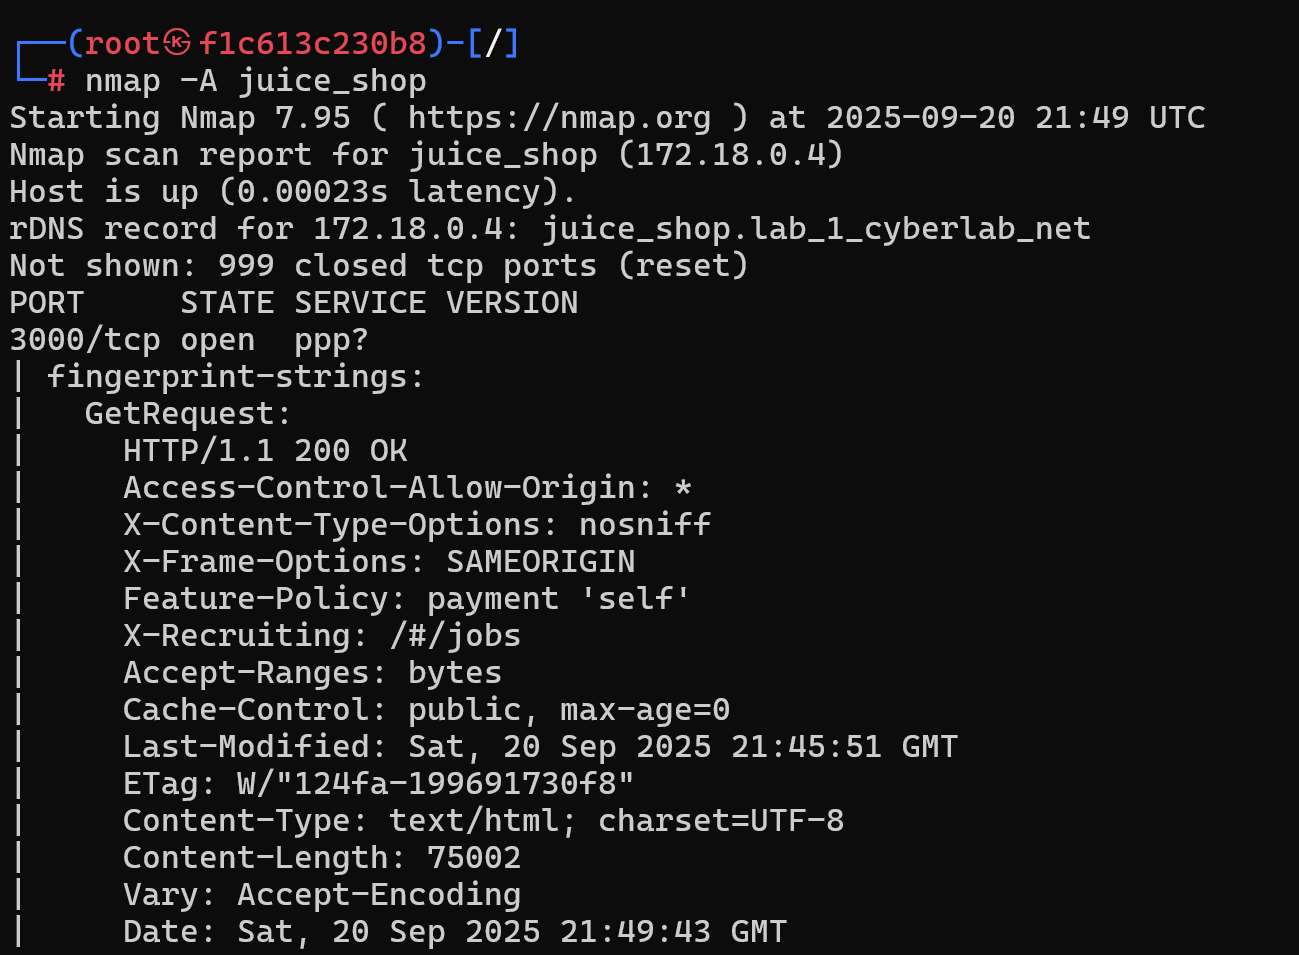 ┌──(root㉿f1c613c230b8)-[/]
└─# nmap -A juice_shop
Starting Nmap 7.95 ( https://nmap.org ) at 2025-09-20 21:49 UTC
Nmap scan report for juice_shop (172.18.0.4)
Host is up (0.00023s latency).
rDNS record for 172.18.0.4: juice_shop.lab_1_cyberlab_net
Not shown: 999 closed tcp ports (reset)
PORT     STATE SERVICE VERSION
3000/tcp open  ppp?
| fingerprint-strings:
|   GetRequest:
|     HTTP/1.1 200 OK
|     Access-Control-Allow-Origin: *
|     X-Content-Type-Options: nosniff
|     X-Frame-Options: SAMEORIGIN
|     Feature-Policy: payment 'self'
|     X-Recruiting: /#/jobs
|     Accept-Ranges: bytes
|     Cache-Control: public, max-age=0
|     Last-Modified: Sat, 20 Sep 2025 21:45:51 GMT
|     ETag: W/"124fa-199691730f8"
|     Content-Type: text/html; charset=UTF-8
|     Content-Length: 75002
|     Vary: Accept-Encoding
|     Date: Sat, 20 Sep 2025 21:49:43 GMT